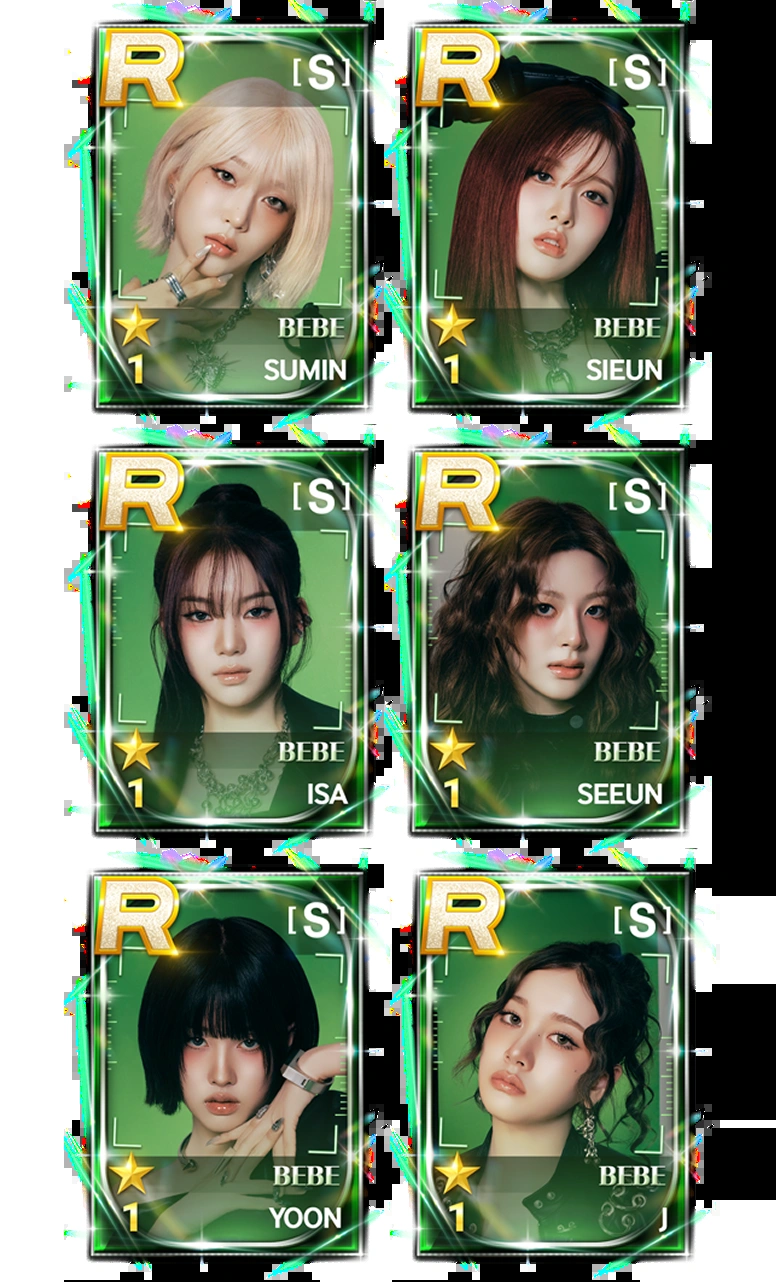 R [S]
BEBE
1 SUMIN
R [S]
BEBE
1 SIEUN
R [S]
BEBE
1 ISA
R [S]
BEBE
1 SEEUN
R [S]
BEBE
1 YOON
R [S]
BEBE
1 J